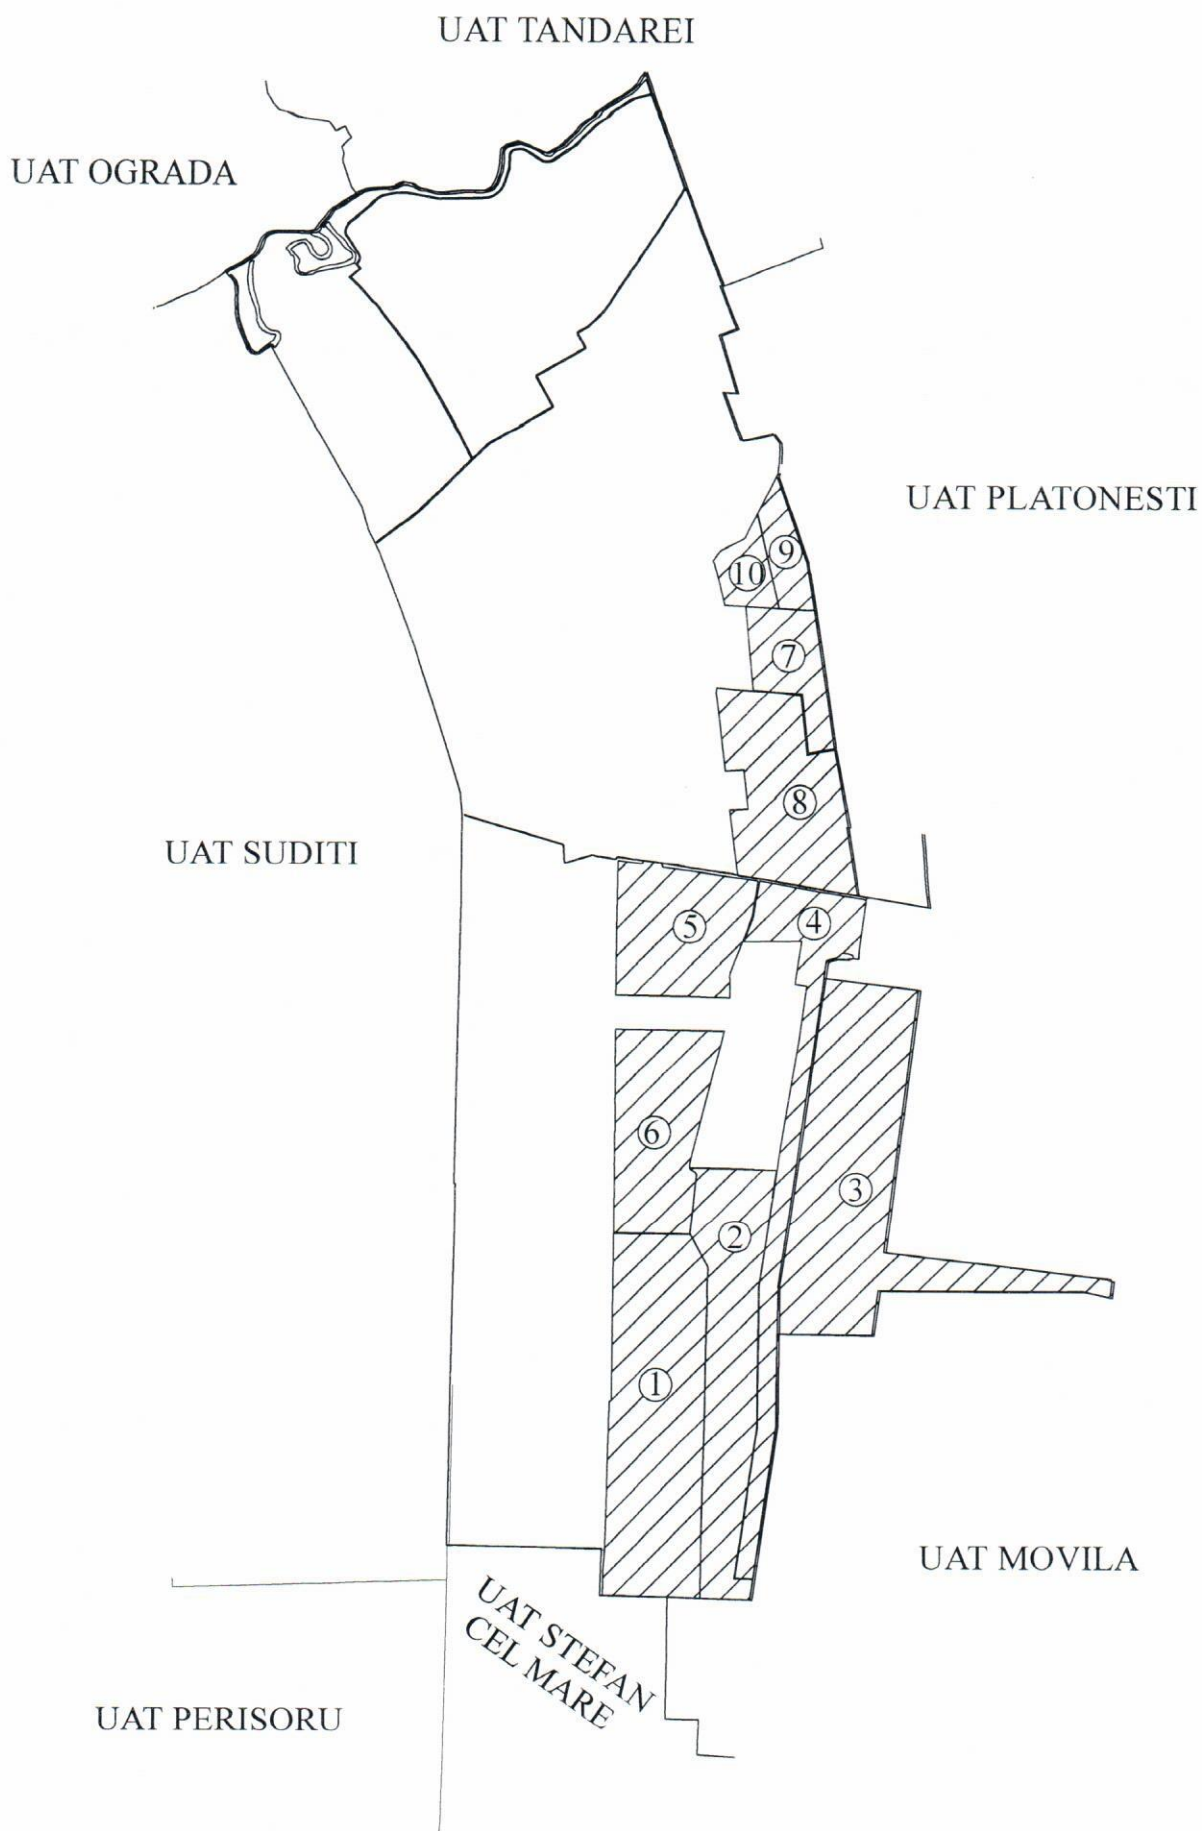 UAT TANDAREI
UAT OGRADA
UAT PLATONESTI
9
10
7
8
UAT SUDITI
5
4
6
3
2
1
UAT MOVILA
UAT STEFAN
CEL MARE
UAT PERISORU